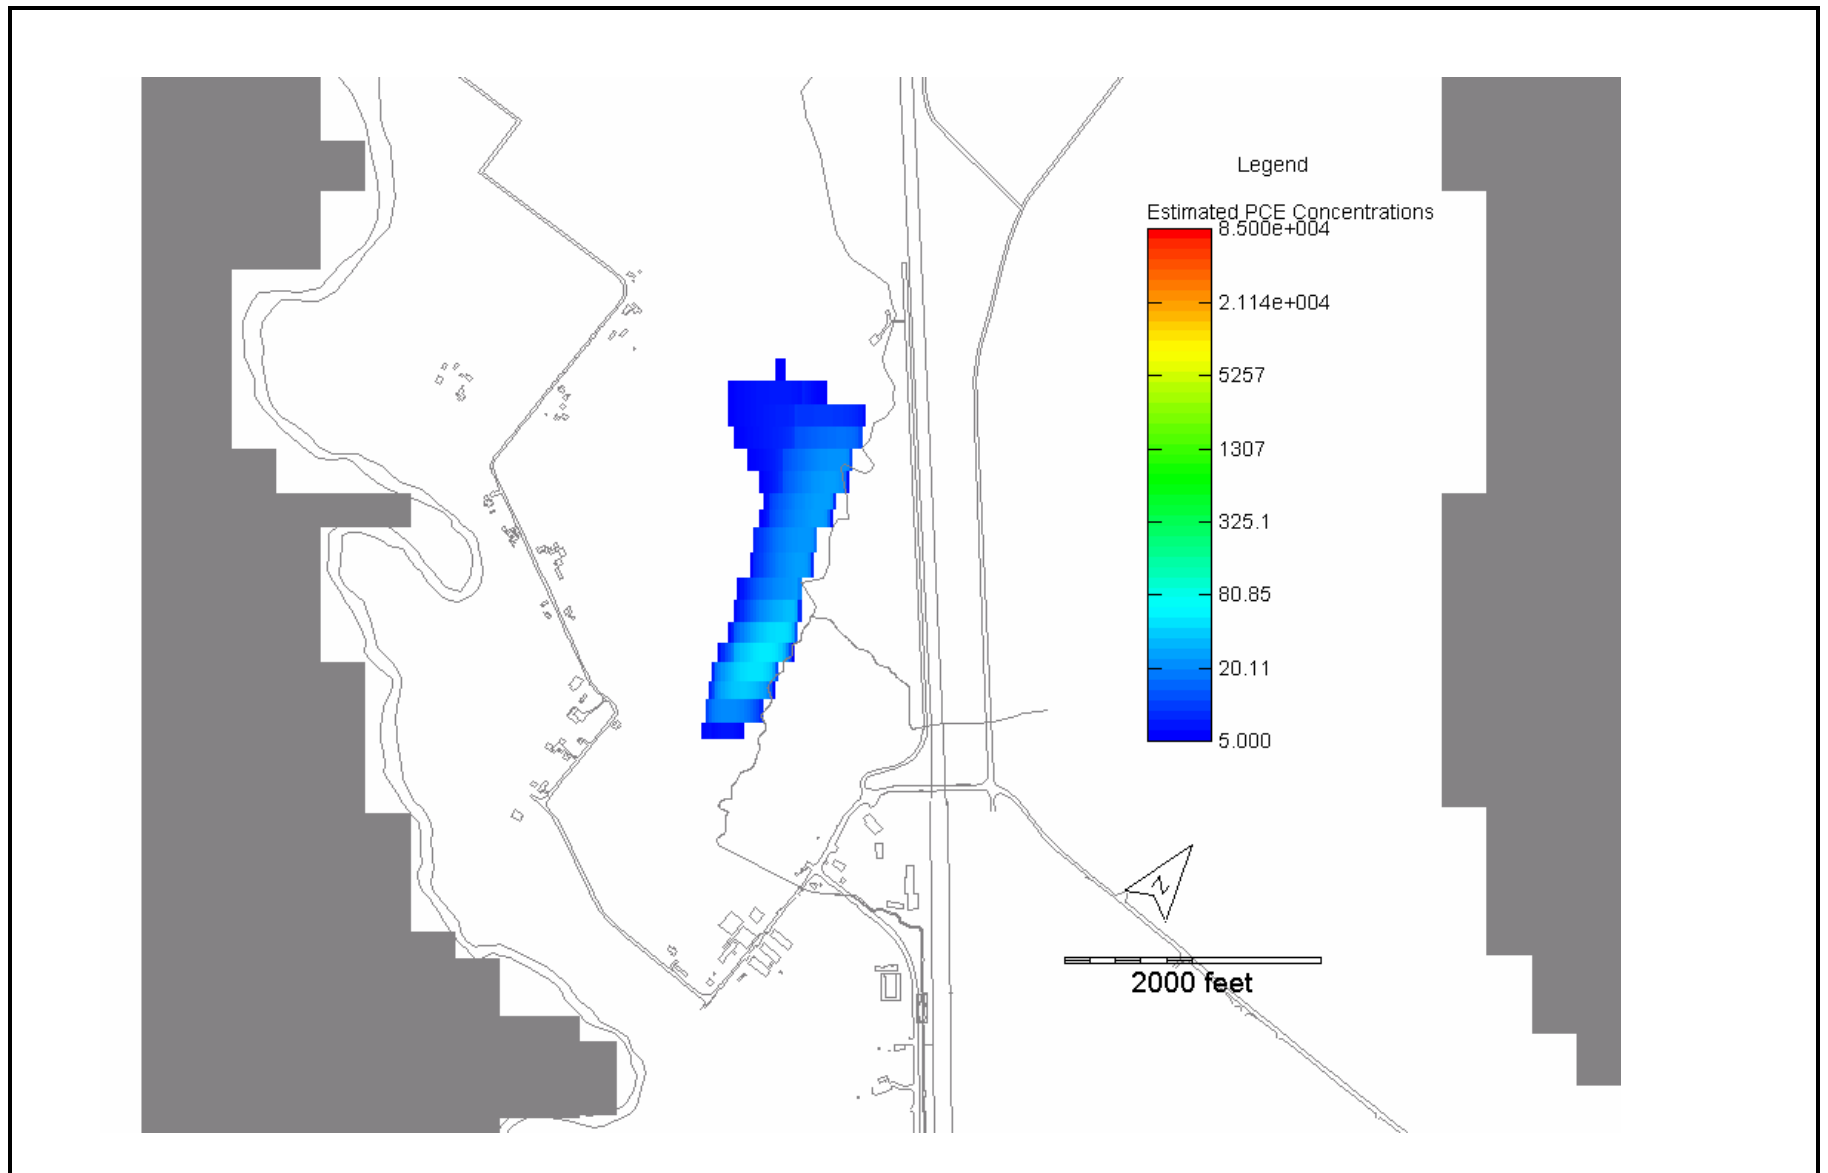 Legend
Estimated PCE Concentrations
8.500e+004
2.114e+004
5257
1307
325.1
80.85
20.11
5.000
N
2000 feet